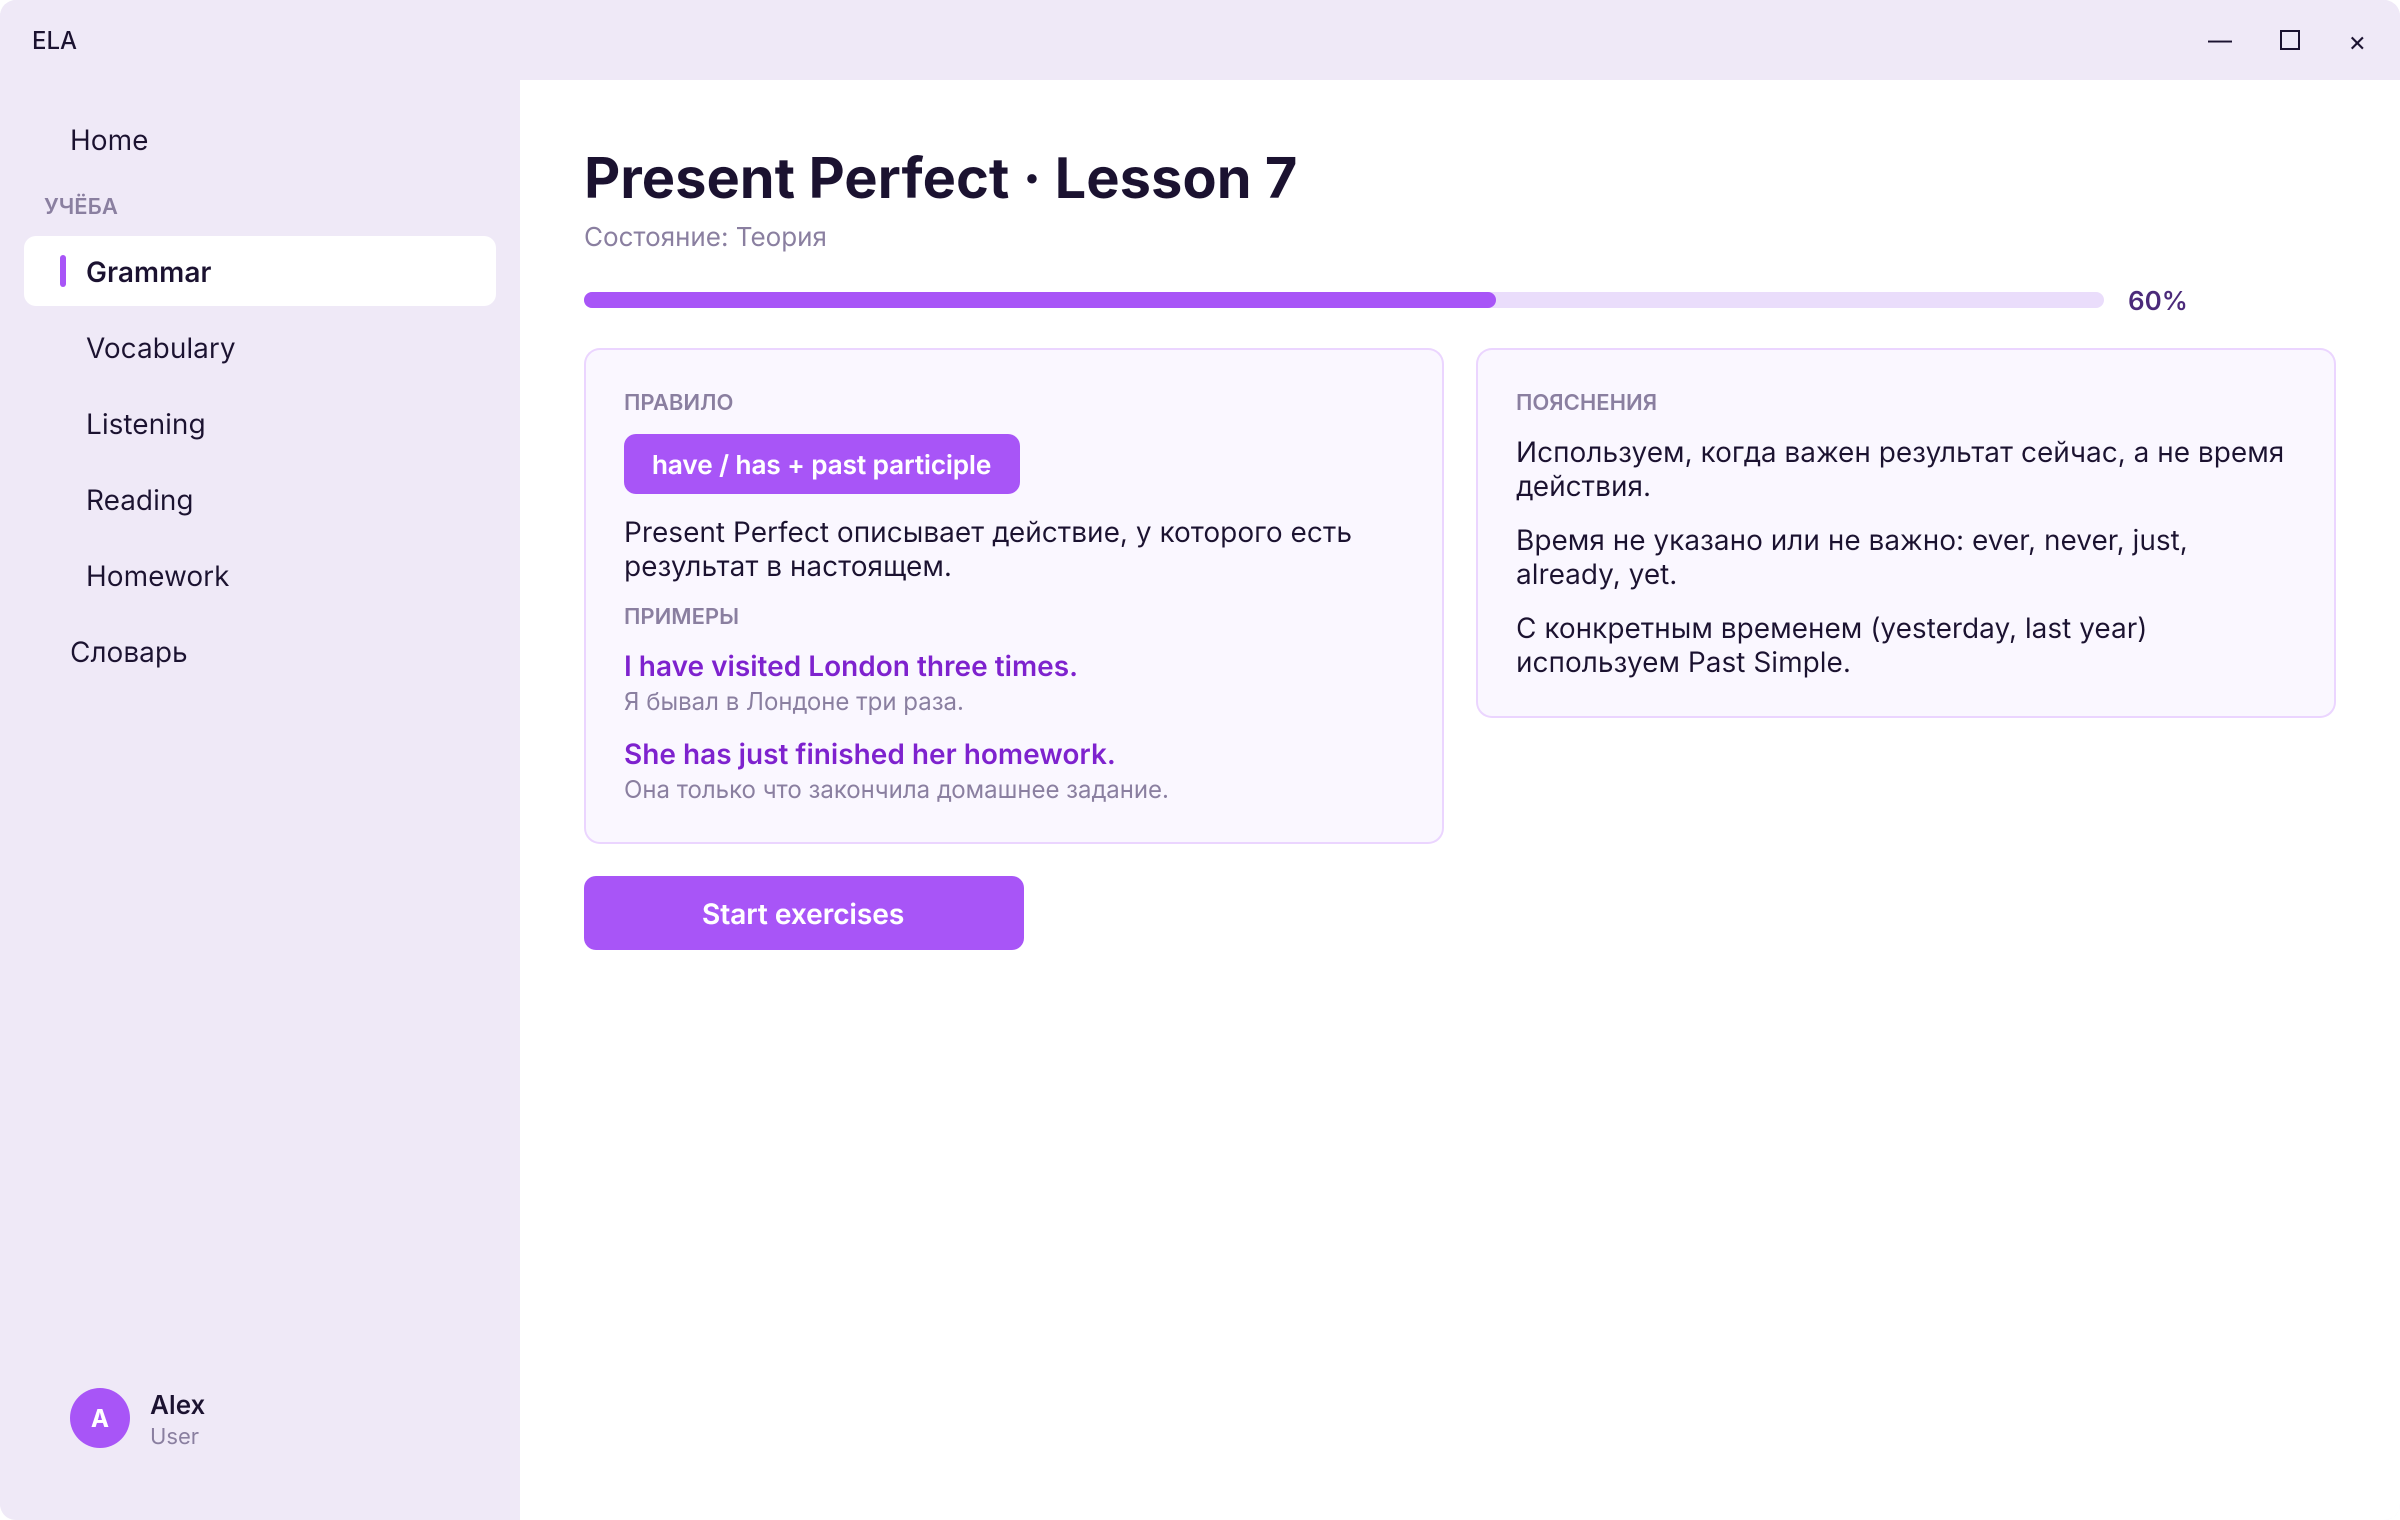 ELA
Home
УЧЁБА
Grammar
Vocabulary
Listening
Reading
Homework
Словарь
A
Alex
User
Present Perfect · Lesson 7
Состояние: Теория
60%
ПРАВИЛО
have / has + past participle
Present Perfect описывает действие, у которого есть
результат в настоящем.
ПРИМЕРЫ
I have visited London three times.
Я бывал в Лондоне три раза.
She has just finished her homework.
Она только что закончила домашнее задание.
ПОЯСНЕНИЯ
Используем, когда важен результат сейчас, а не время
действия.
Время не указано или не важно: ever, never, just,
already, yet.
С конкретным временем (yesterday, last year)
используем Past Simple.
Start exercises